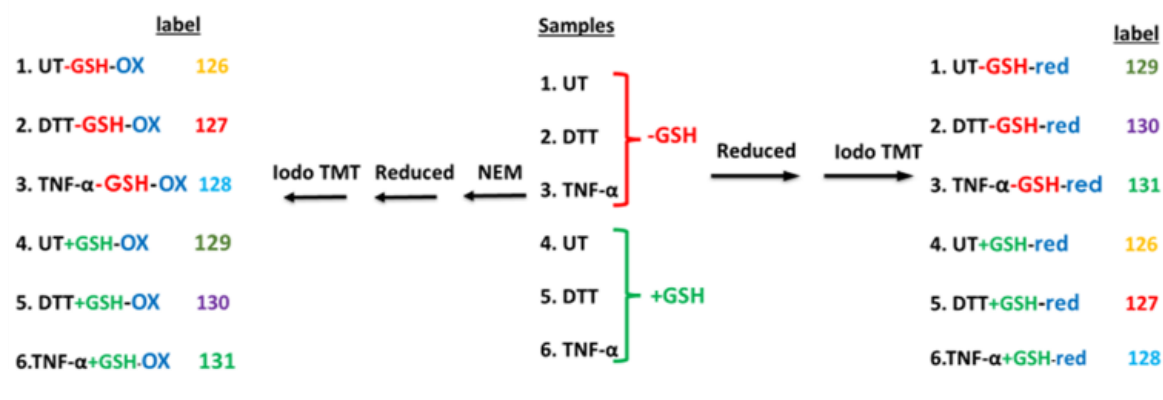 label
1. UT-GSH-OX 126
2. DTT-GSH-OX 127
3. TNF-α-GSH-OX 128
4. UT+GSH-OX 129
5. DTT+GSH-OX 130
6.TNF-α+GSH-OX 131
Iodo TMT Reduced NEM
Samples
1. UT
2. DTT
3. TNF-α
-GSH
4. UT
5. DTT
6. TNF-α
+GSH
Reduced Iodo TMT
label
1. UT-GSH-red 129
2. DTT-GSH-red 130
3. TNF-α-GSH-red 131
4. UT+GSH-red 126
5. DTT+GSH-red 127
6.TNF-α+GSH-red 128